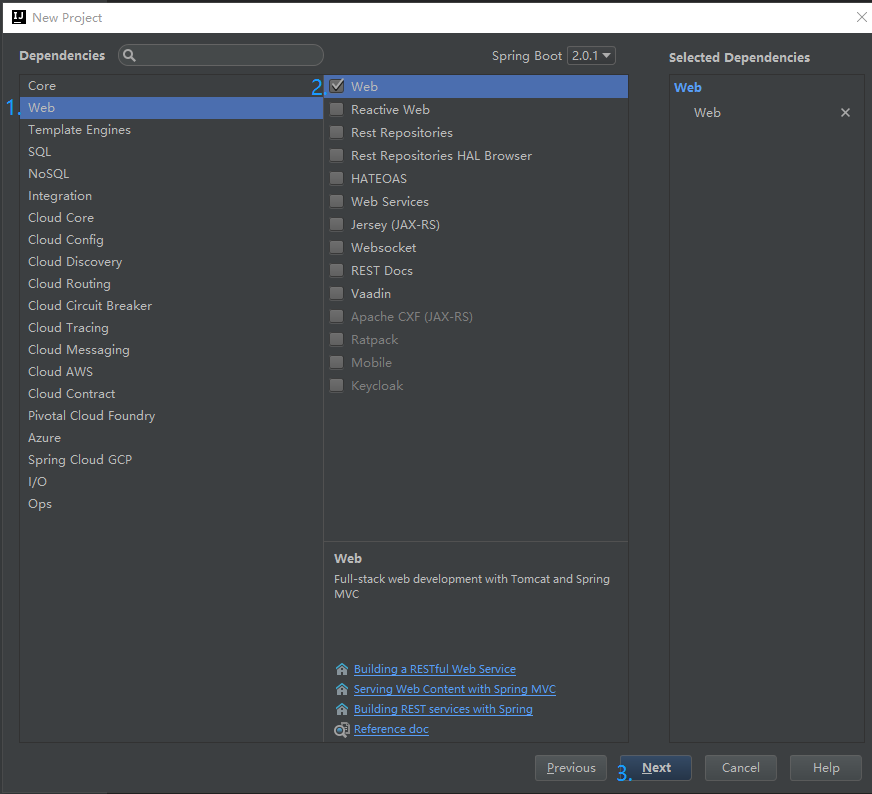 New Project
Dependencies
Spring Boot 2.0.1
Selected Dependencies
Core
1. Web
Template Engines
SQL
NoSQL
Integration
Cloud Core
Cloud Config
Cloud Discovery
Cloud Routing
Cloud Circuit Breaker
Cloud Tracing
Cloud Messaging
Cloud AWS
Cloud Contract
Pivotal Cloud Foundry
Azure
Spring Cloud GCP
I/O
Ops
2. Web
Reactive Web
Rest Repositories
Rest Repositories HAL Browser
HATEOAS
Web Services
Jersey (JAX-RS)
Websocket
REST Docs
Vaadin
Apache CXF (JAX-RS)
Ratpack
Mobile
Keycloak
Web
Full-stack web development with Tomcat and Spring
MVC
Building a RESTful Web Service
Serving Web Content with Spring MVC
Building REST services with Spring
Reference doc
Web
Web
Previous
3. Next
Cancel
Help